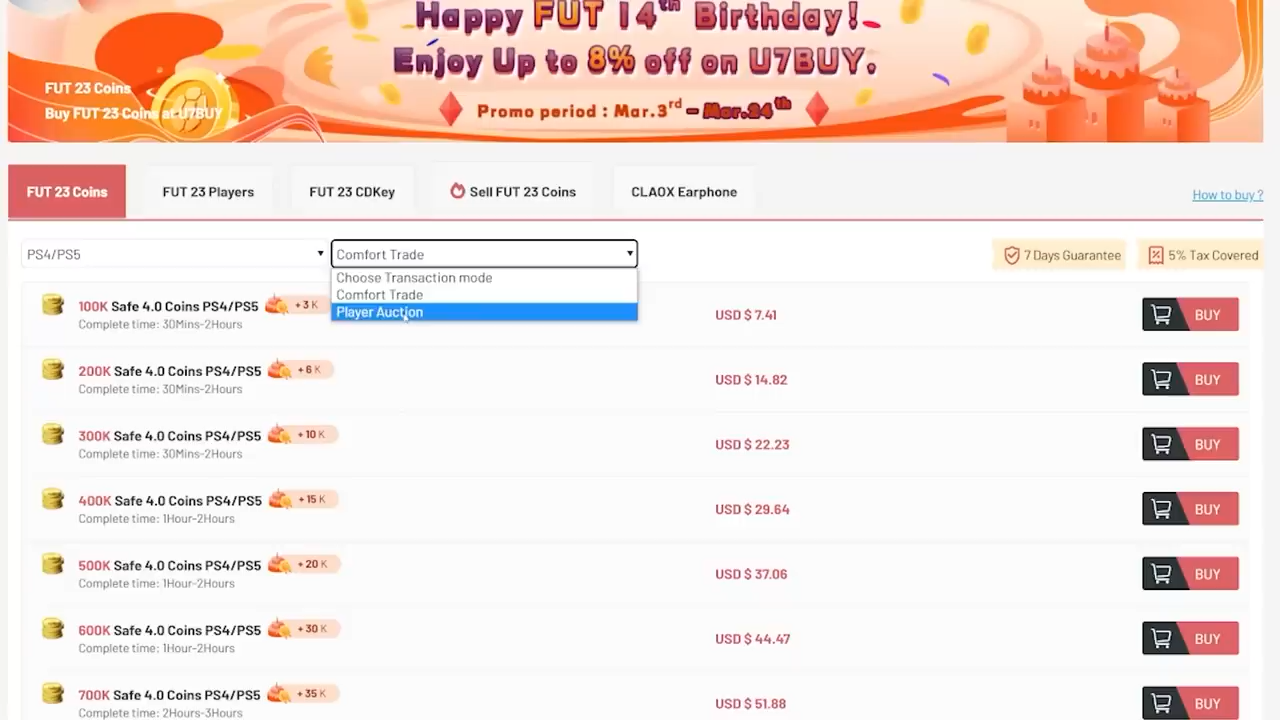 Happy FUT 14th Birthday!
Enjoy Up to 8% off on U7BUY.
Promo period : Mar.3rd - Mar.24th
FUT 23 Coins
Buy FUT 23 Coins at U7BUY
FUT 23 Coins
FUT 23 Players
FUT 23 CDKey
Sell FUT 23 Coins
CLAOX Earphone
How to buy ?
PS4/PS5
Comfort Trade
7 Days Guarantee
5% Tax Covered
Choose Transaction mode
Comfort Trade
Player Auction
100K Safe 4.0 Coins PS4/PS5 +3 K
Complete time: 30Mins-2Hours
USD $ 7.41
BUY
200K Safe 4.0 Coins PS4/PS5 +6 K
Complete time: 30Mins-2Hours
USD $ 14.82
BUY
300K Safe 4.0 Coins PS4/PS5 +10 K
Complete time: 30Mins-2Hours
USD $ 22.23
BUY
400K Safe 4.0 Coins PS4/PS5 +15 K
Complete time: 1Hour-2Hours
USD $ 29.64
BUY
500K Safe 4.0 Coins PS4/PS5 +20 K
Complete time: 1Hour-2Hours
USD $ 37.06
BUY
600K Safe 4.0 Coins PS4/PS5 +30 K
Complete time: 1Hour-2Hours
USD $ 44.47
BUY
700K Safe 4.0 Coins PS4/PS5 +35 K
Complete time: 2Hours-3Hours
USD $ 51.88
BUY